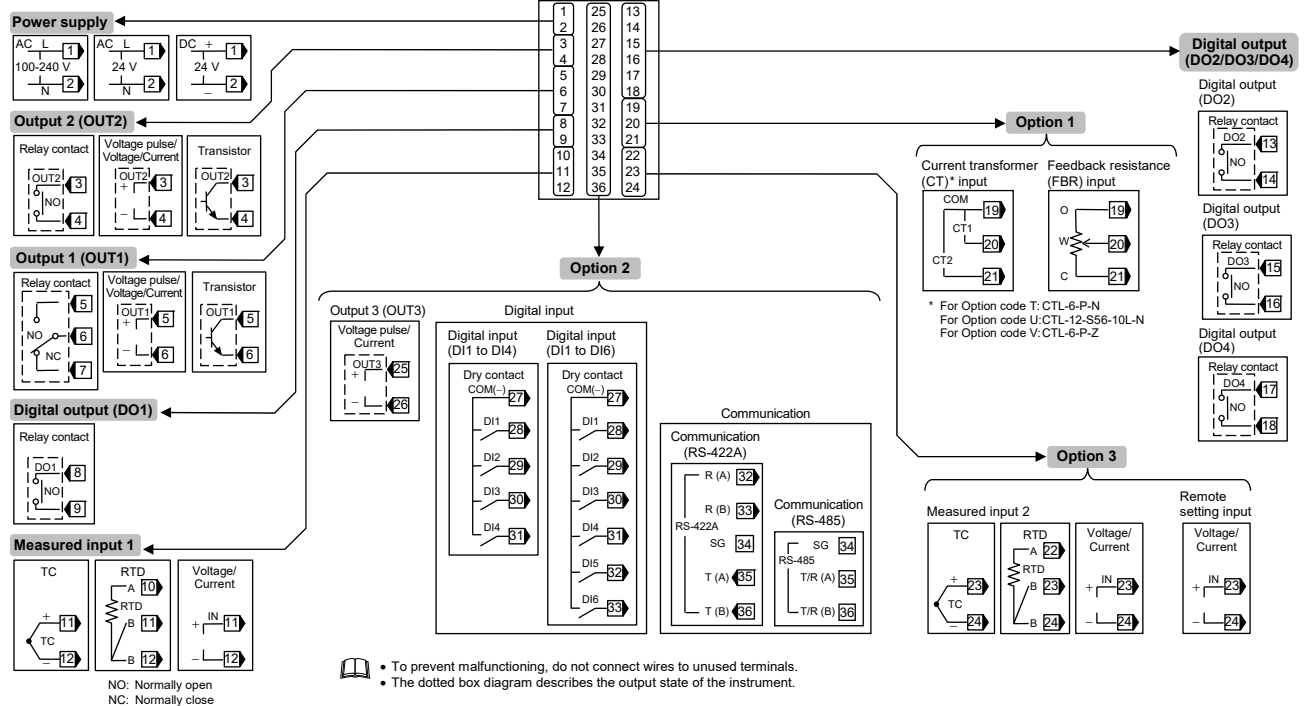 Power supply
AC L 1
100-240 V
N 2
AC L 1
24 V
N 2
DC + 1
24 V
– 2
Output 2 (OUT2)
Relay contact
OUT2 3
NO
4
Voltage pulse/
Voltage/Current
OUT2 3
+
– 4
Transistor
OUT2 3
4
Output 1 (OUT1)
Relay contact
5
NO 6
NC
7
Voltage pulse/
Voltage/Current
OUT1 5
+
– 6
Transistor
OUT1 5
6
Digital output (DO1)
Relay contact
DO1 8
NO
9
Measured input 1
TC
+ 11
TC
– 12
RTD
A 10
RTD
B 11
B 12
Voltage/
Current
+ IN 11
– 12
NO: Normally open
NC: Normally close
1 25 13
2 26 14
3 27 15
4 28 16
5 29 17
6 30 18
7 31 19
8 32 20
9 33 21
10 34 22
11 35 23
12 36 24
Option 2
Output 3 (OUT3)
Voltage pulse/
Current
OUT3 25
+
– 26
Digital input
Digital input
(DI1 to DI4)
Dry contact
COM(–) 27
DI1 28
DI2 29
DI3 30
DI4 31
Digital input
(DI1 to DI6)
Dry contact
COM(–) 27
DI1 28
DI2 29
DI3 30
DI4 31
DI5 32
DI6 33
Communication
Communication
(RS-422A)
R (A) 32
R (B) 33
RS-422A
SG 34
T (A) 35
T (B) 36
Communication
(RS-485)
SG 34
RS-485
T/R (A) 35
T/R (B) 36
• To prevent malfunctioning, do not connect wires to unused terminals.
• The dotted box diagram describes the output state of the instrument.
Option 1
Current transformer
(CT)* input
COM
19
CT1
20
CT2
21
Feedback resistance
(FBR) input
O 19
W 20
C 21
* For Option code T: CTL-6-P-N
For Option code U: CTL-12-S56-10L-N
For Option code V: CTL-6-P-Z
Option 3
Measured input 2
TC
+ 23
TC
– 24
RTD
A 22
RTD
B 23
B 24
Voltage/
Current
+ IN 23
– 24
Remote
setting input
Voltage/
Current
+ IN 23
– 24
Digital output
(DO2/DO3/DO4)
Digital output
(DO2)
Relay contact
DO2 13
NO
14
Digital output
(DO3)
Relay contact
DO3 15
NO
16
Digital output
(DO4)
Relay contact
DO4 17
NO
18